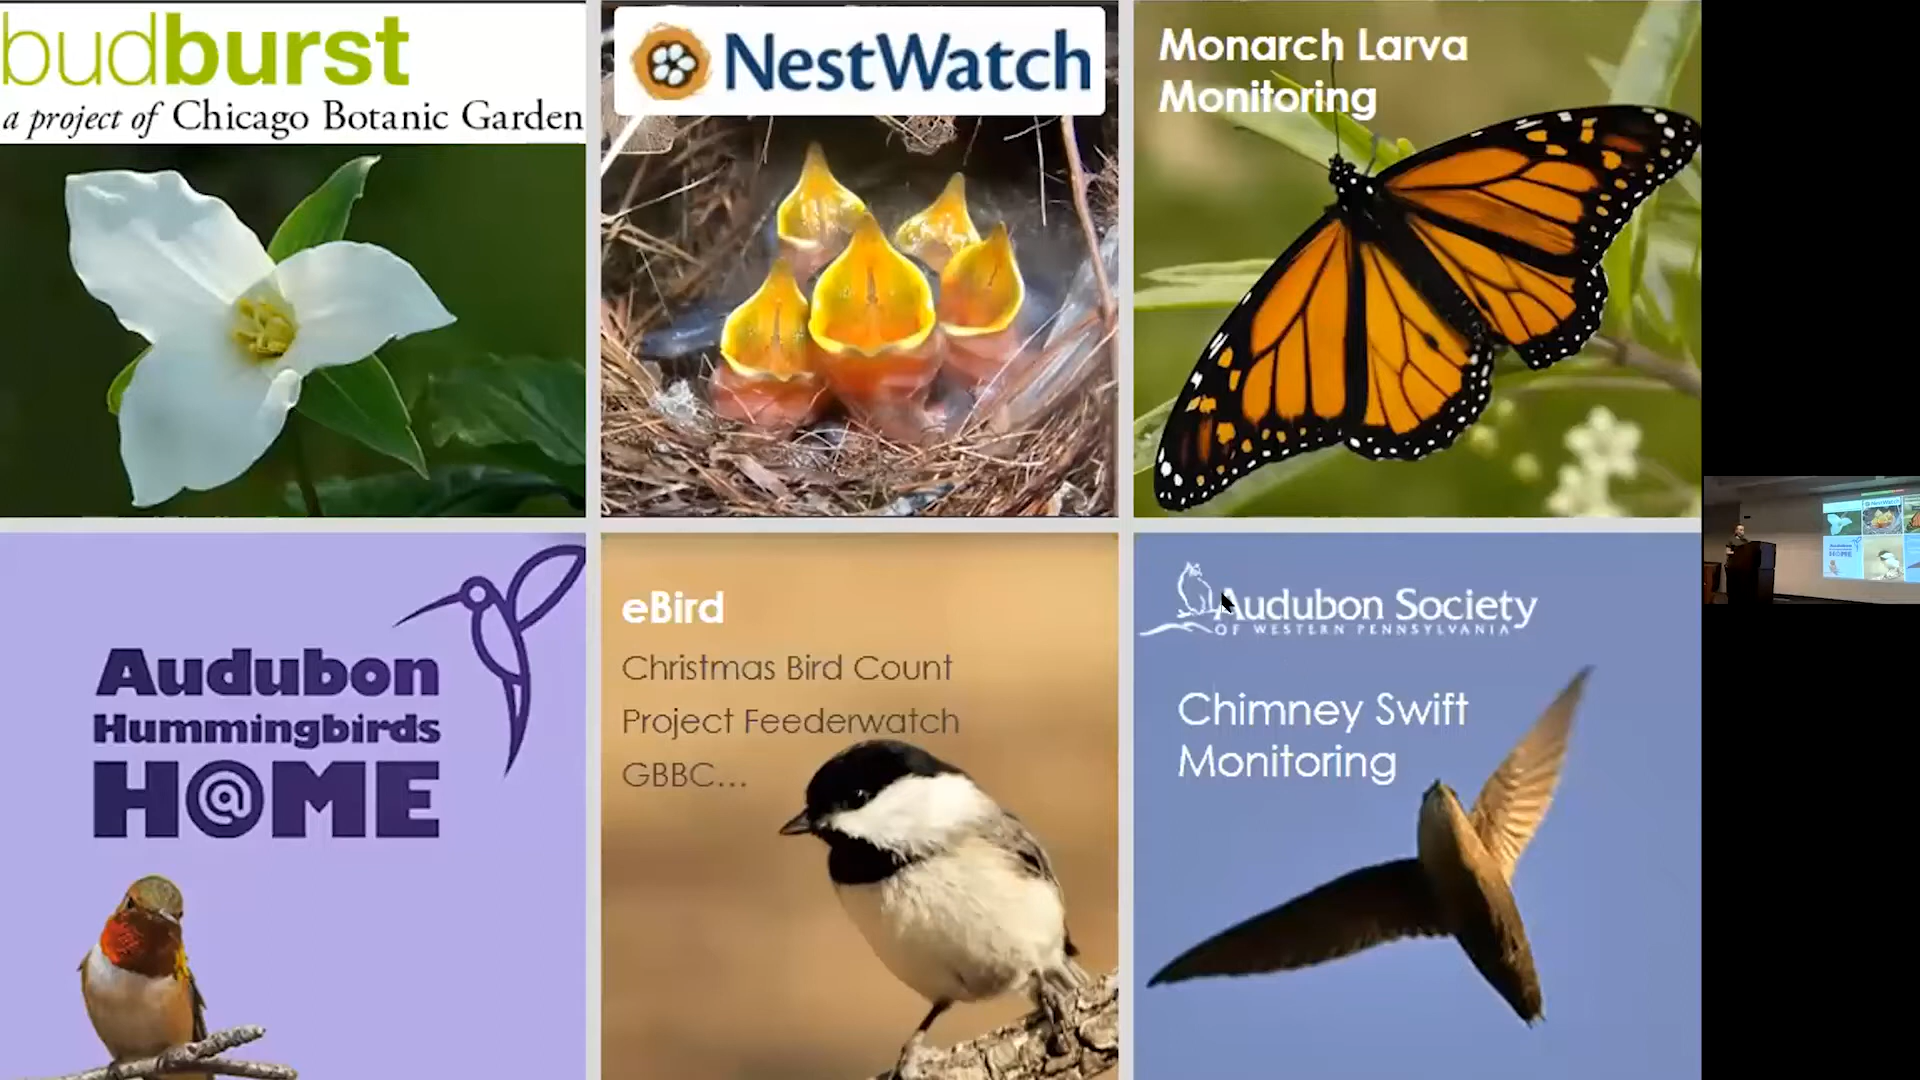 budburst
a project of Chicago Botanic Garden
NestWatch
Monarch Larva
Monitoring
Audubon
Hummingbirds
H@ME
eBird
Christmas Bird Count
Project Feederwatch
GBBC...
Audubon Society
OF WESTERN PENNSYLVANIA
Chimney Swift
Monitoring